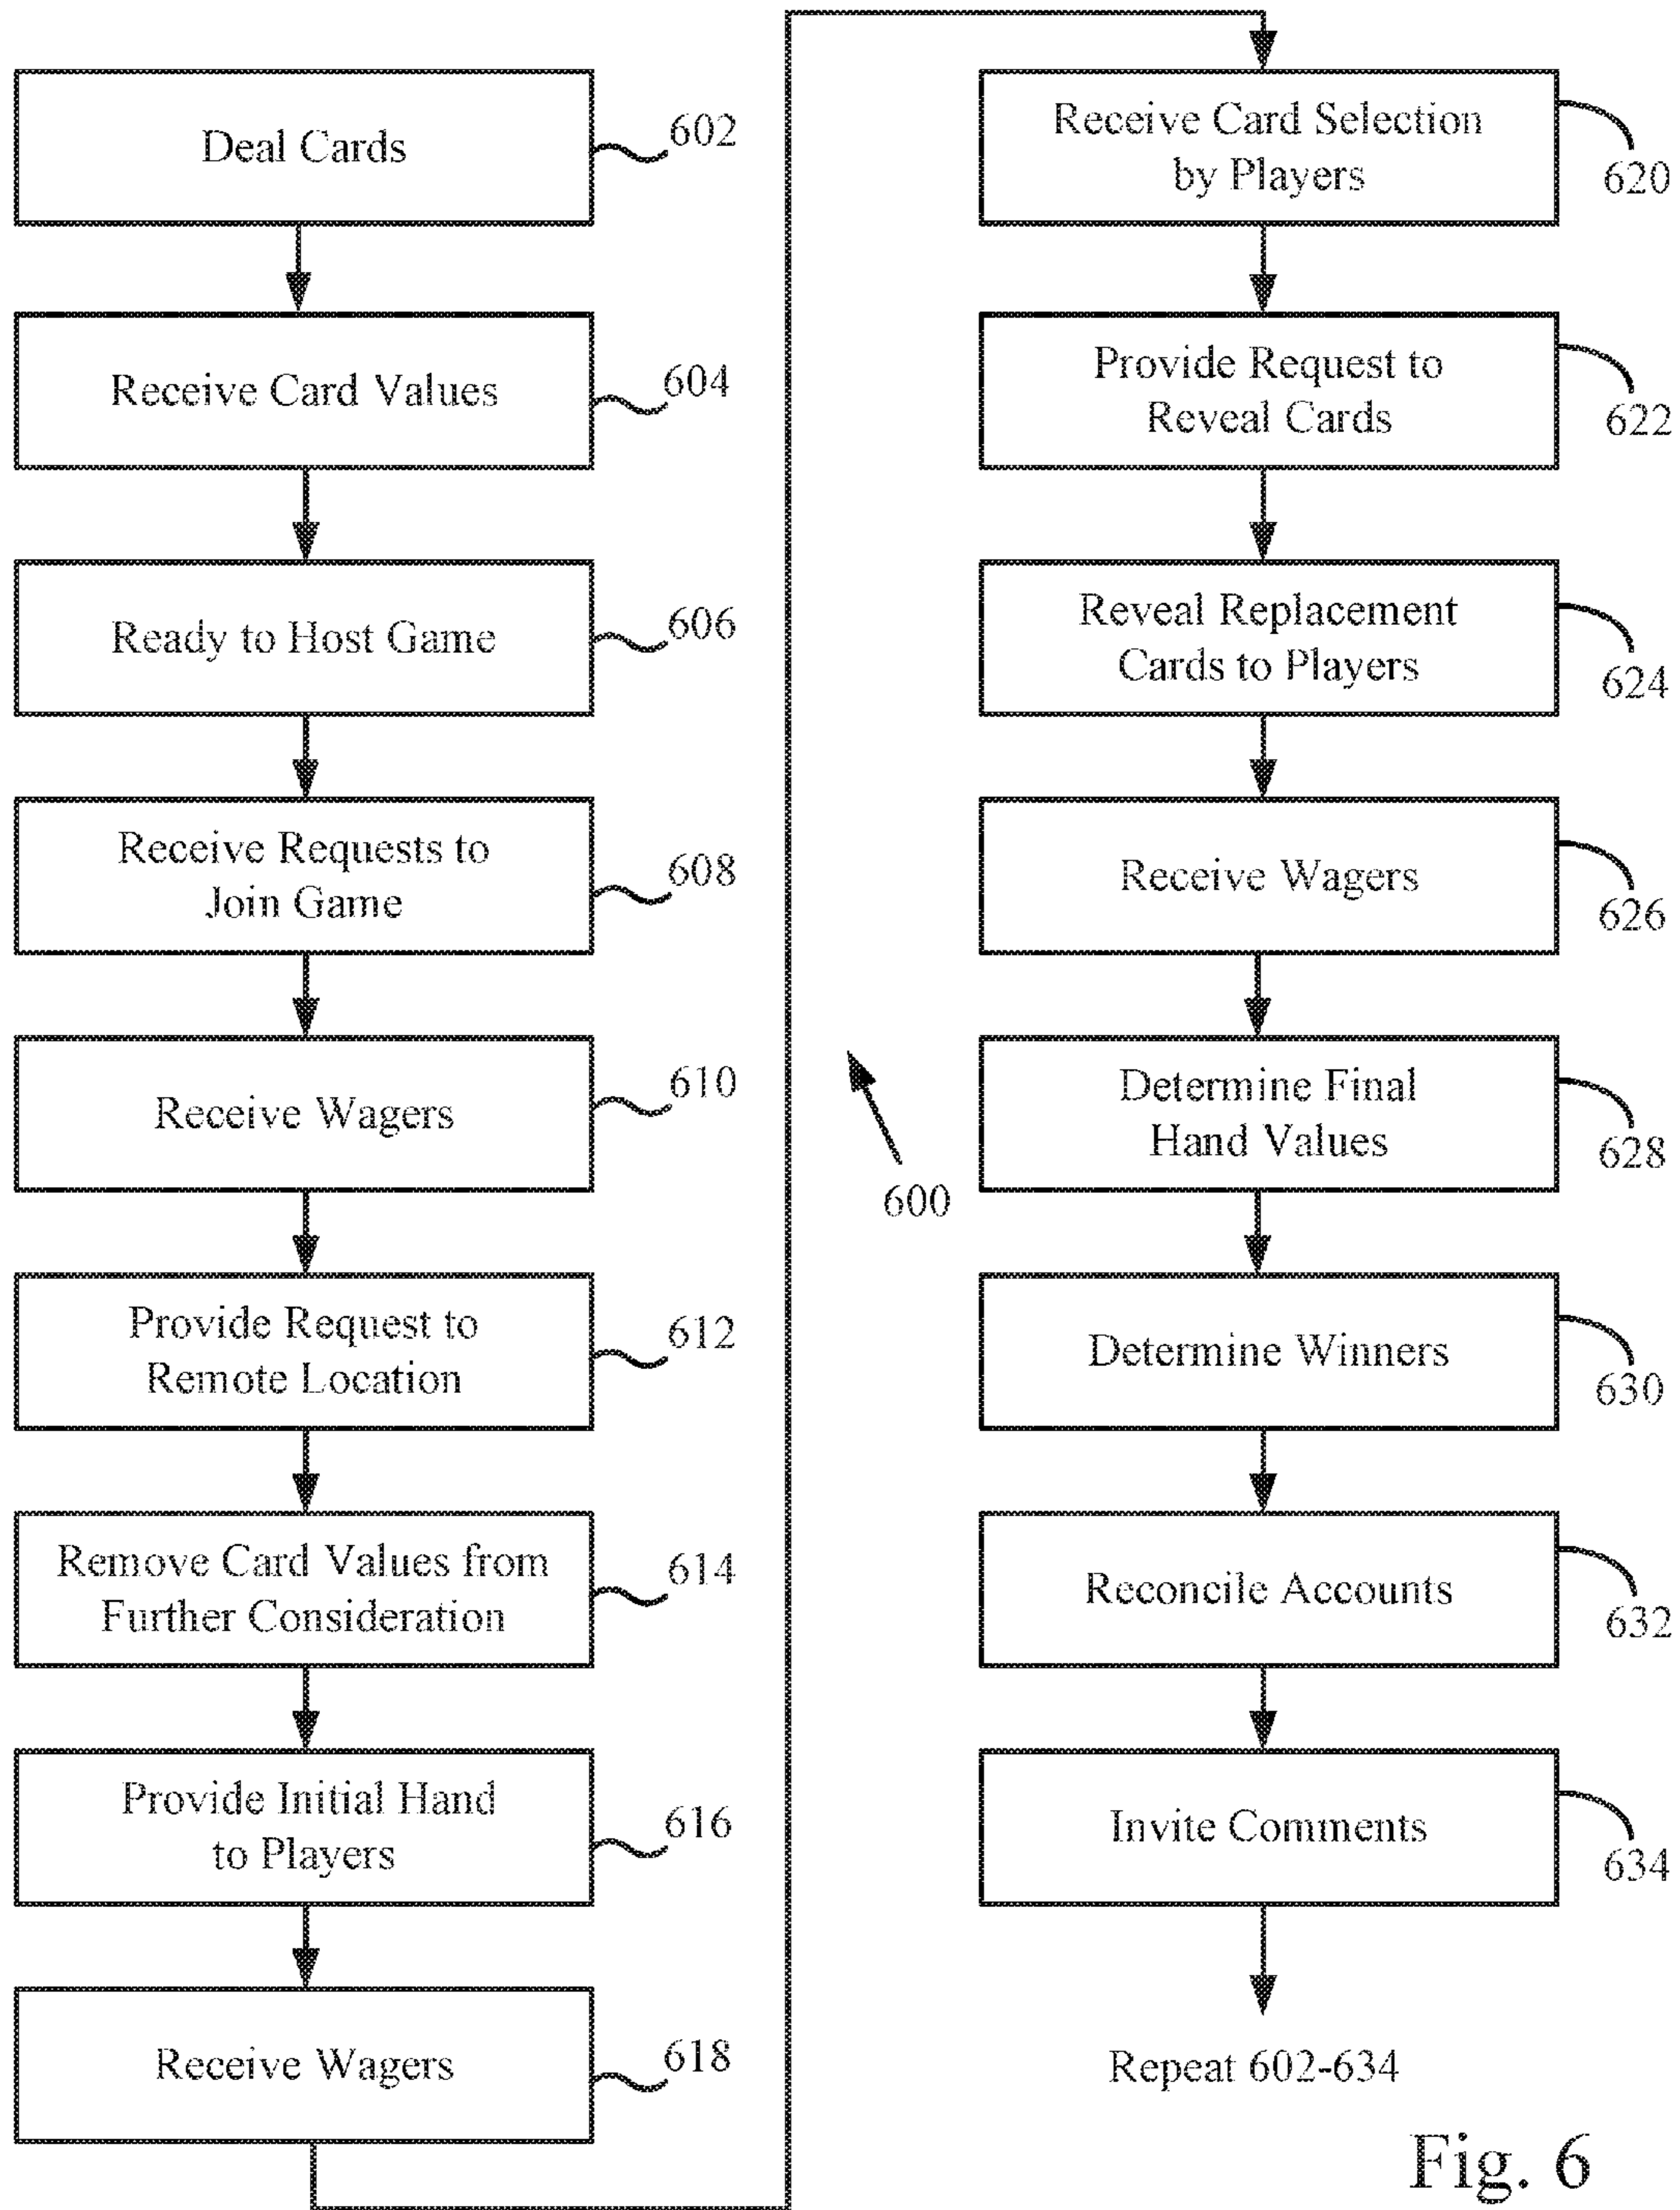 Deal Cards
602
Receive Card Values
604
Ready to Host Game
606
Receive Requests to
Join Game
608
Receive Wagers
610
Provide Request to
Remote Location
612
Remove Card Values from
Further Consideration
614
Provide Initial Hand
to Players
616
Receive Wagers
618
600
Receive Card Selection
by Players
620
Provide Request to
Reveal Cards
622
Reveal Replacement
Cards to Players
624
Receive Wagers
626
Determine Final
Hand Values
628
Determine Winners
630
Reconcile Accounts
632
Invite Comments
634
Repeat 602-634
Fig. 6